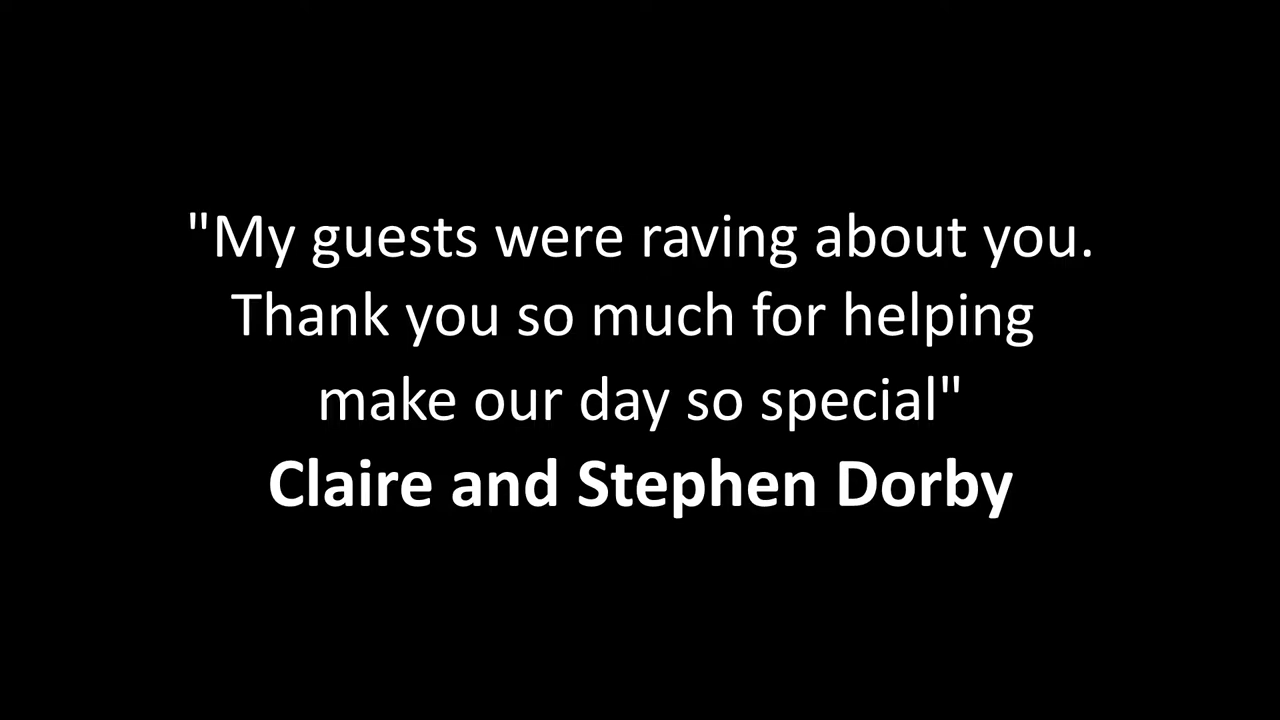 "My guests were raving about you.
Thank you so much for helping
make our day so special"
Claire and Stephen Dorby